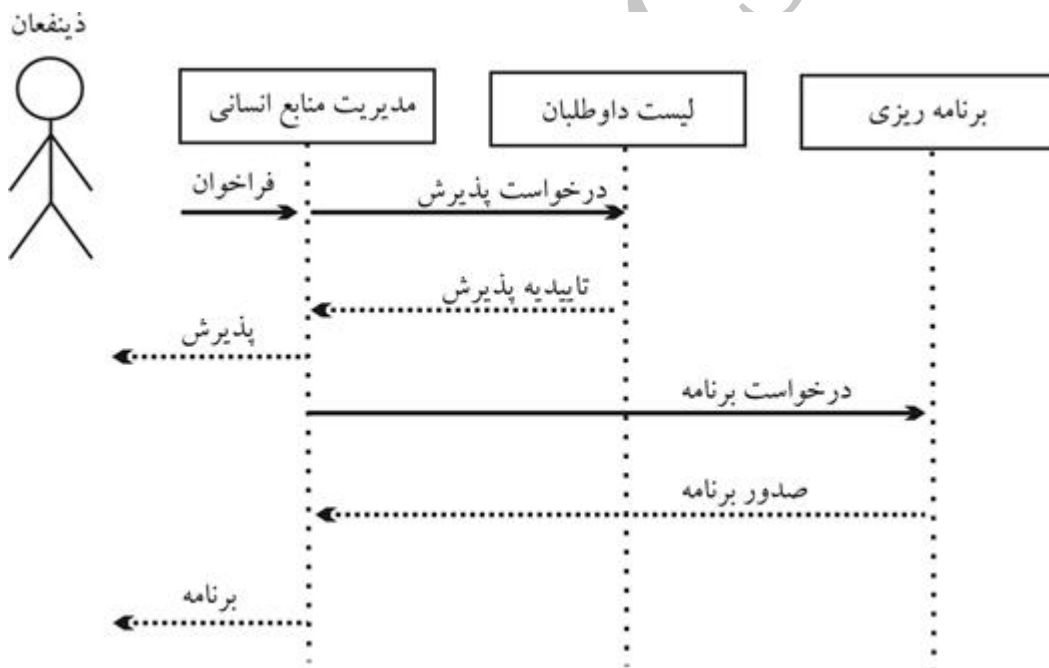 ذینفعان
مدیریت منابع انسانی
لیست داوطلبان
برنامه ریزی
فراخوان
درخواست پذیرش
تاییدیه پذیرش
پذیرش
درخواست برنامه
صدور برنامه
برنامه